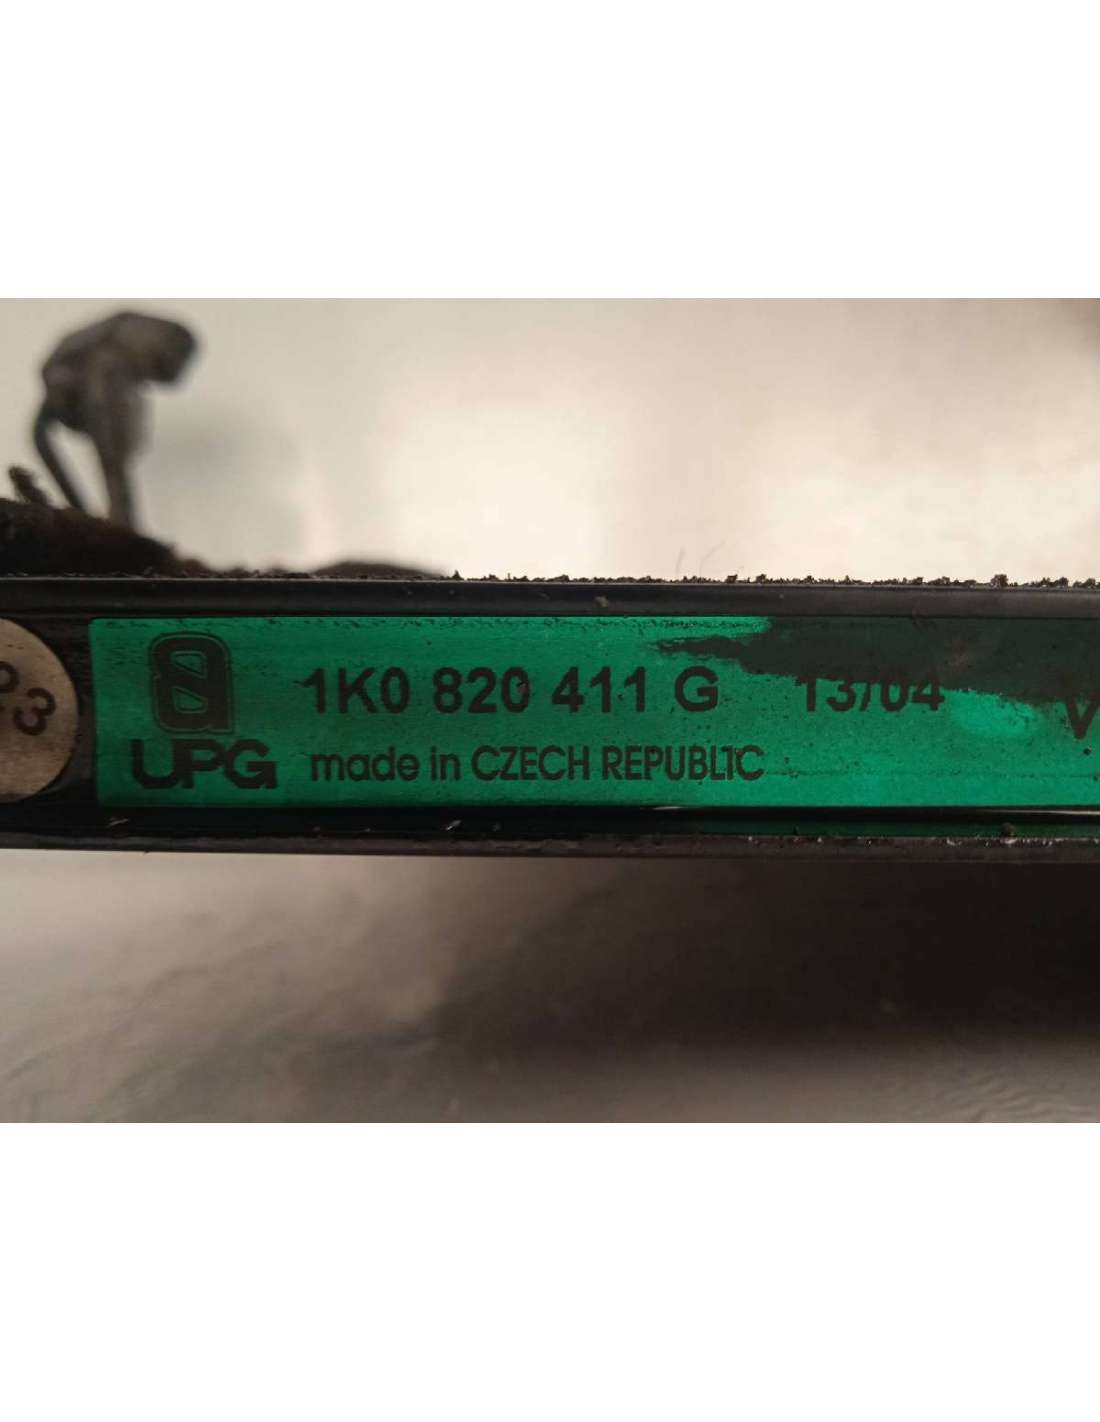 1K0 820 411 G 13/04 V
UPG made in CZECH REPUBLIC